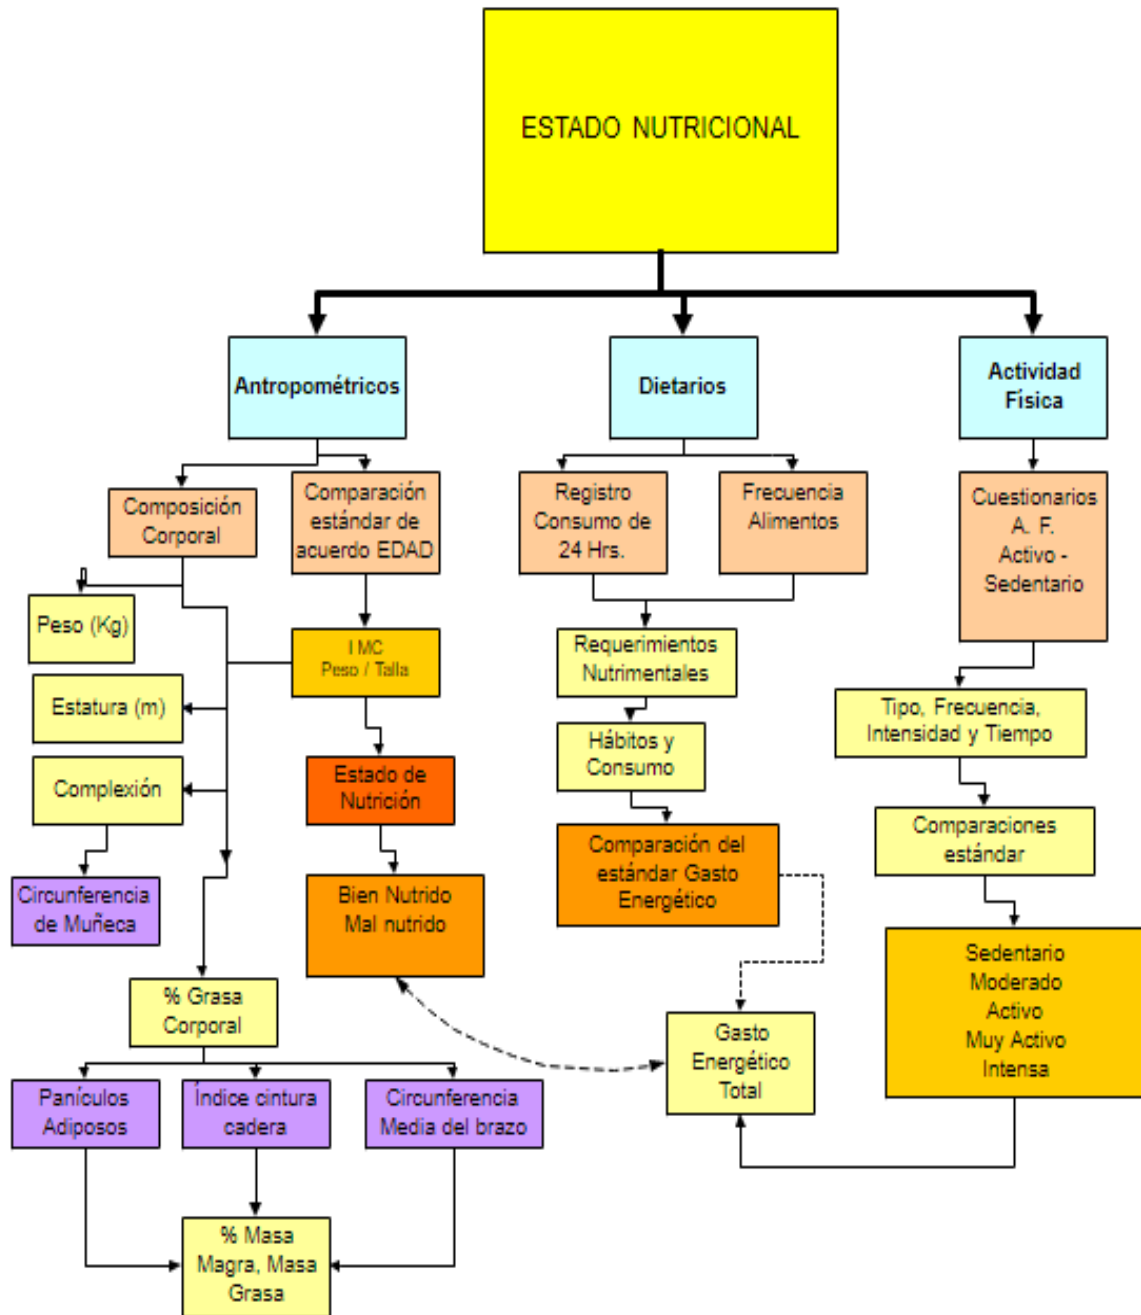 ESTADO NUTRICIONAL
Antropométricos
Dietarios
Actividad
Física
Composición
Corporal
Comparación
estándar de
acuerdo EDAD
Registro
Consumo de
24 Hrs.
Frecuencia
Alimentos
Cuestionarios
A. F.
Activo -
Sedentario
Peso (Kg)
I MC
Peso / Talla
Requerimientos
Nutrimentales
Estatura (m)
Tipo, Frecuencia,
Intensidad y Tiempo
Hábitos y
Consumo
Complexión
Estado de
Nutrición
Comparaciones
estándar
Comparación del
estándar Gasto
Energético
Circunferencia
de Muñeca
Bien Nutrido
Mal nutrido
Sedentario
Moderado
Activo
Muy Activo
Intensa
% Grasa
Corporal
Gasto
Energético
Total
Panículos
Adiposos
Índice cintura
cadera
Circunferencia
Media del brazo
% Masa
Magra, Masa
Grasa